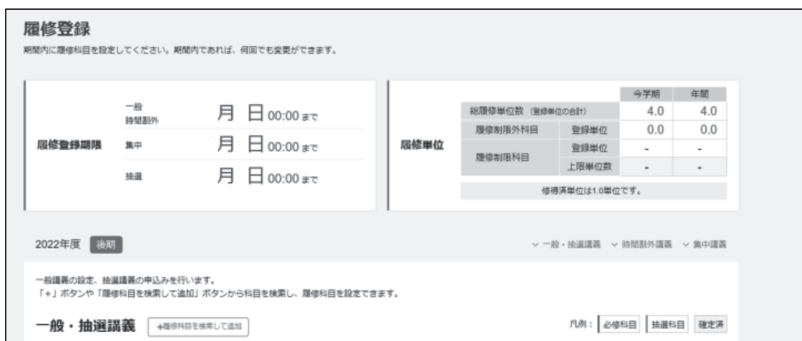 履修登録
期間内に履修科目を設定してください。期間内であれば、何回でも変更ができます。
履修登録期限
一般
時間割外
月 日 00:00 まで
集中
月 日 00:00 まで
抽選
月 日 00:00 まで
履修単位
今学期 年間
総履修単位数 (登録単位の合計) 4.0 4.0
履修制限外科目 登録単位 0.0 0.0
履修制限科目 登録単位 - -
上限単位数 - -
修得済単位は1.0単位です。
2022年度 後期
一般・抽選講義 時間割外講義 集中講義
一般講義の設定、抽選講義の申込みを行います。
「+」ボタンや「履修科目を検索して追加」ボタンから科目を検索し、履修科目を設定できます。
一般・抽選講義 +履修科目を検索して追加
凡例: 必修科目 抽選科目 確定済